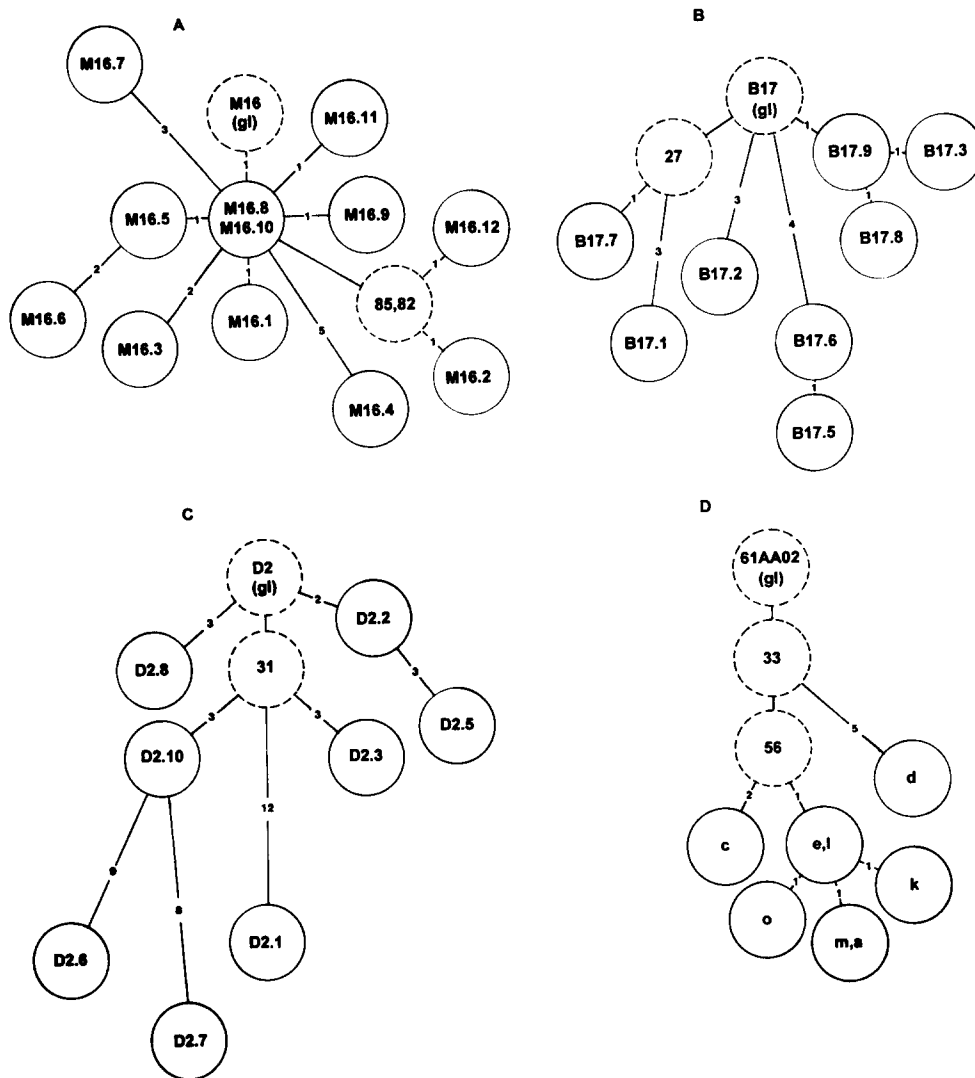 A
M16.7
M16
(gl)
M16.11
3
1
1
M16.5
1
M16.8
M16.10
1
M16.9
M16.12
2
1
M16.6
2
1
85,82
1
M16.3
M16.1
5
1
M16.2
M16.4
B
B17
(gl)
27
1
B17.9
1
B17.3
1
3
4
1
B17.7
3
B17.2
B17.8
B17.1
B17.6
1
B17.5
C
D2
(gl)
3
2
D2.2
D2.8
31
3
D2.5
3
3
D2.10
D2.3
12
9
8
D2.1
D2.6
D2.7
D
61AA02
(gl)
33
5
56
d
2
1
c
e,l
1
k
1
1
o
m,a